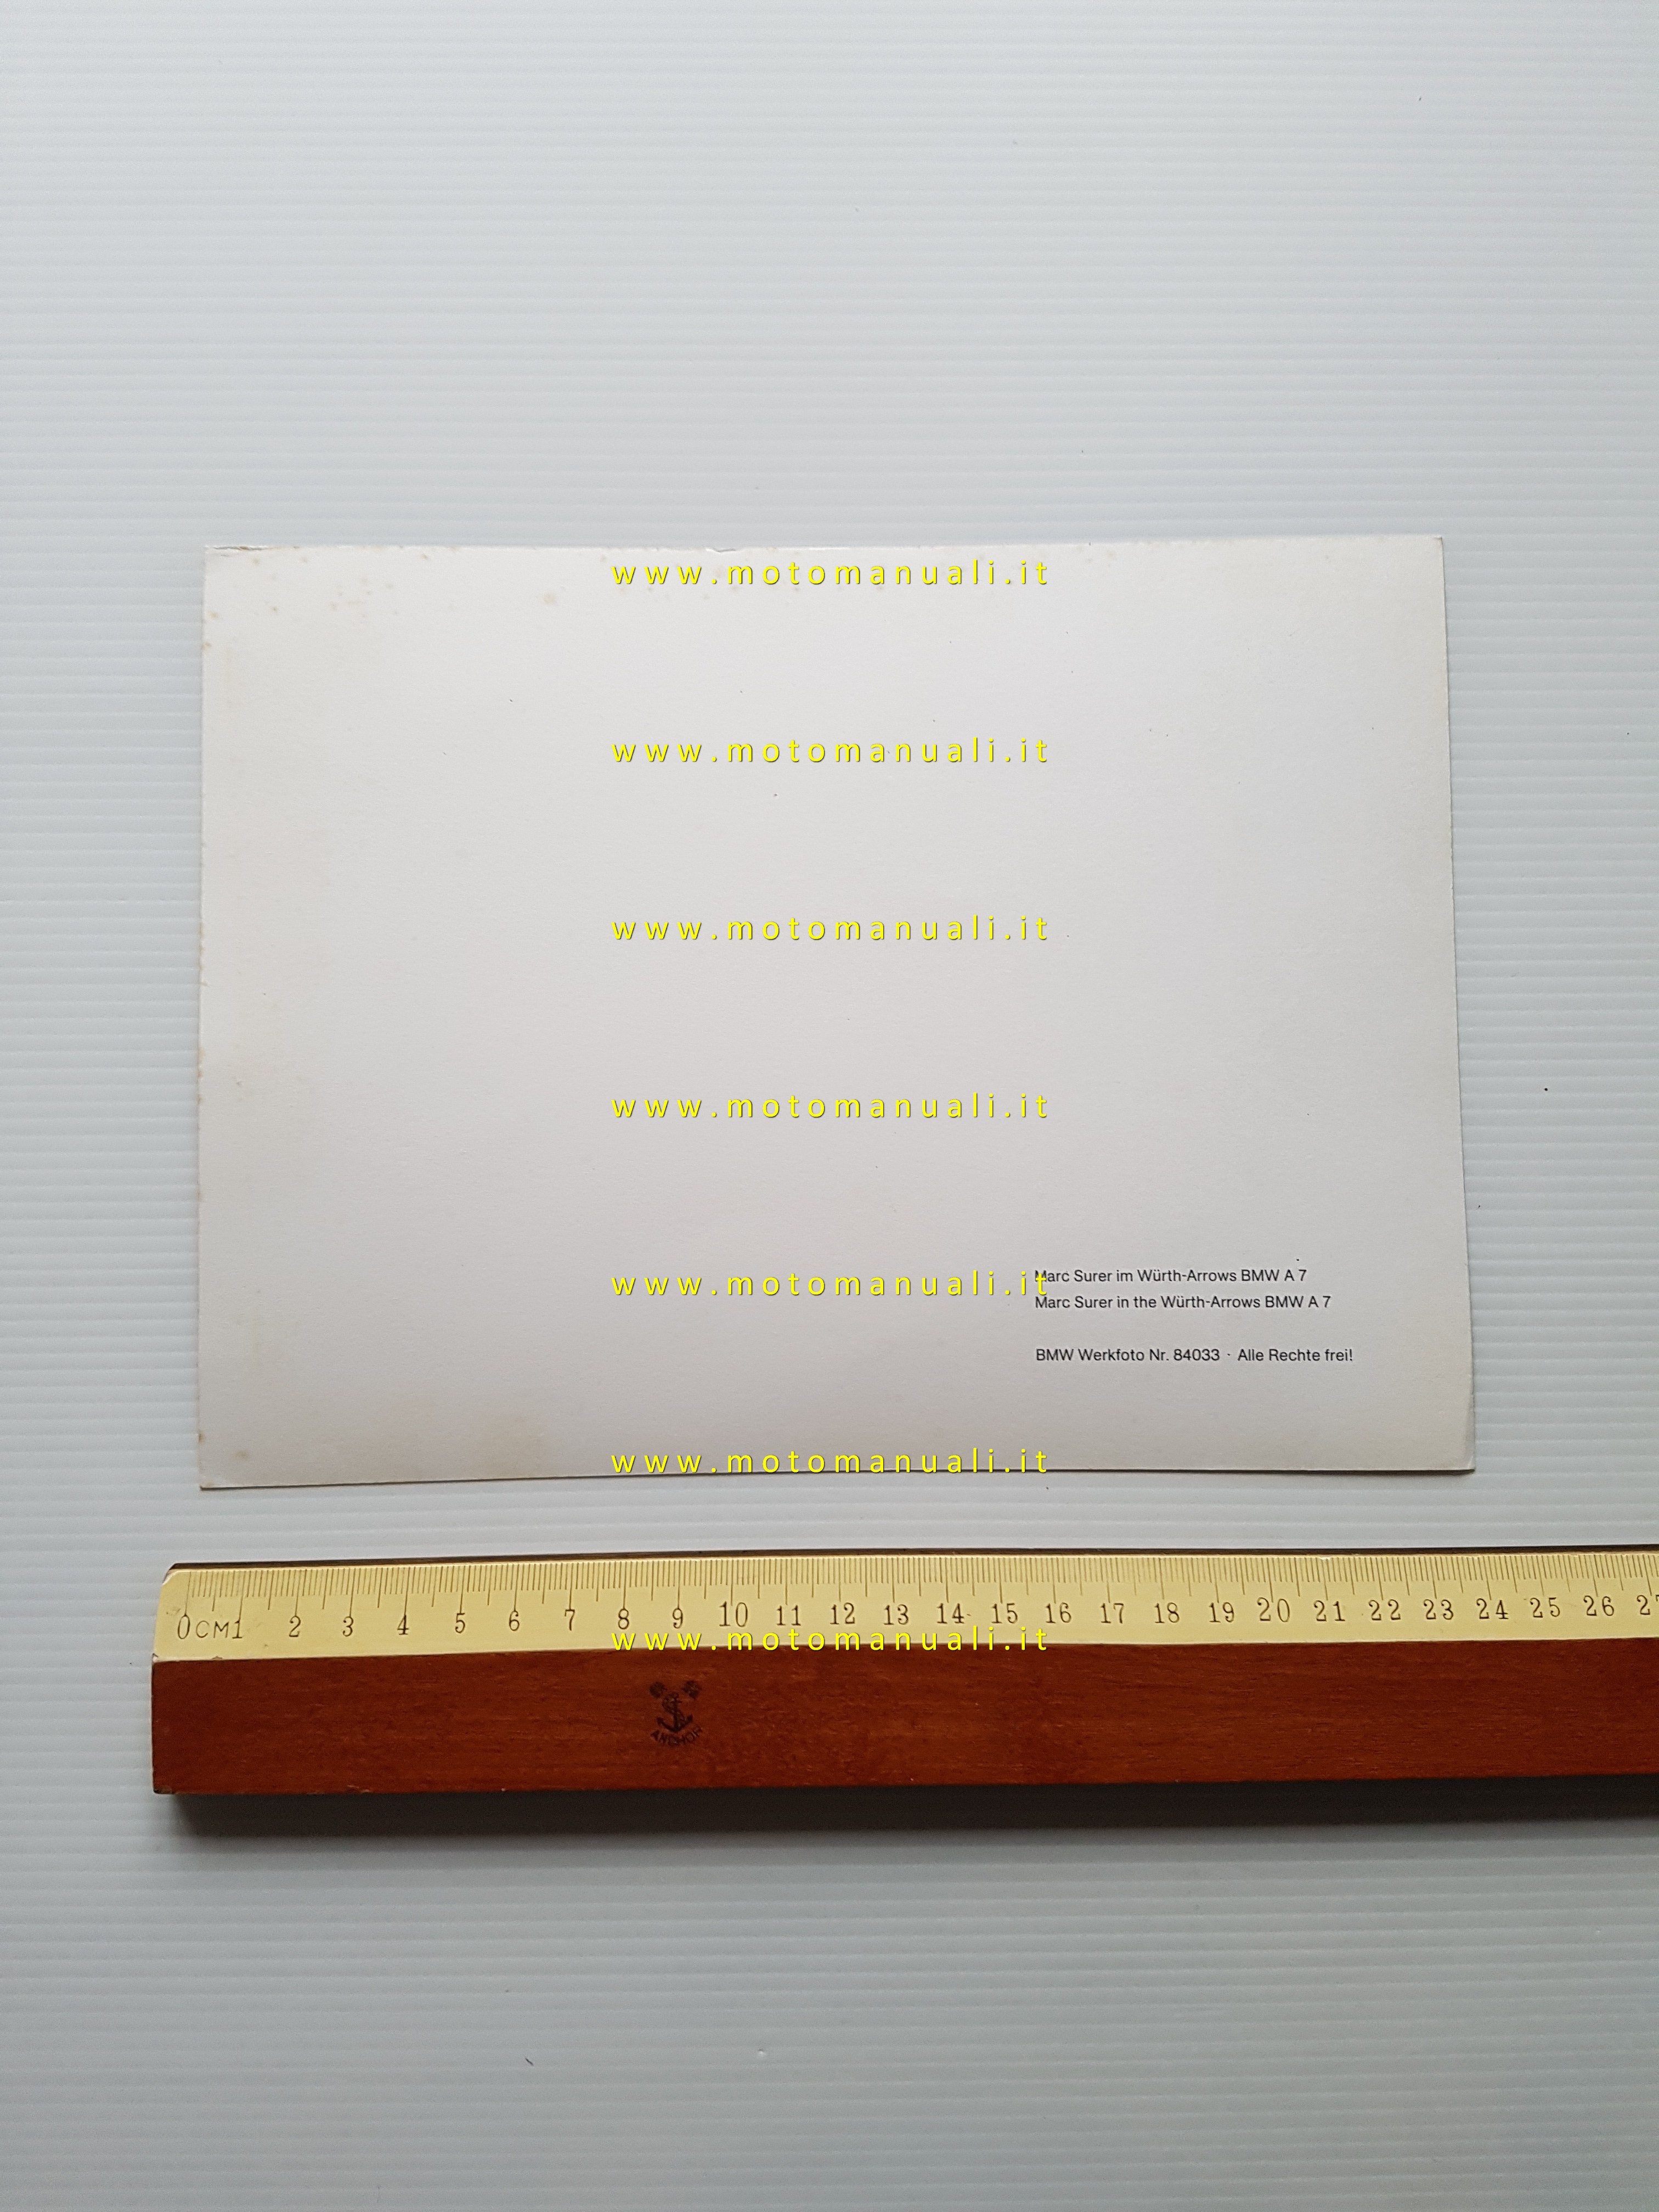 www.motomanuali.it
www.motomanuali.it
www.motomanuali.it
www.motomanuali.it
www.motomanuali.it
Marc Surer im Würth-Arrows BMW A 7
Marc Surer in the Würth-Arrows BMW A 7
BMW Werkfoto Nr. 84033 · Alle Rechte frei!
www.motomanuali.it
0 CM 1 2 3 4 5 6 7 8 9 10 11 12 13 14 15 16 17 18 19 20 21 22 23 24 25 26 27
www.motomanuali.it
ANCHOR